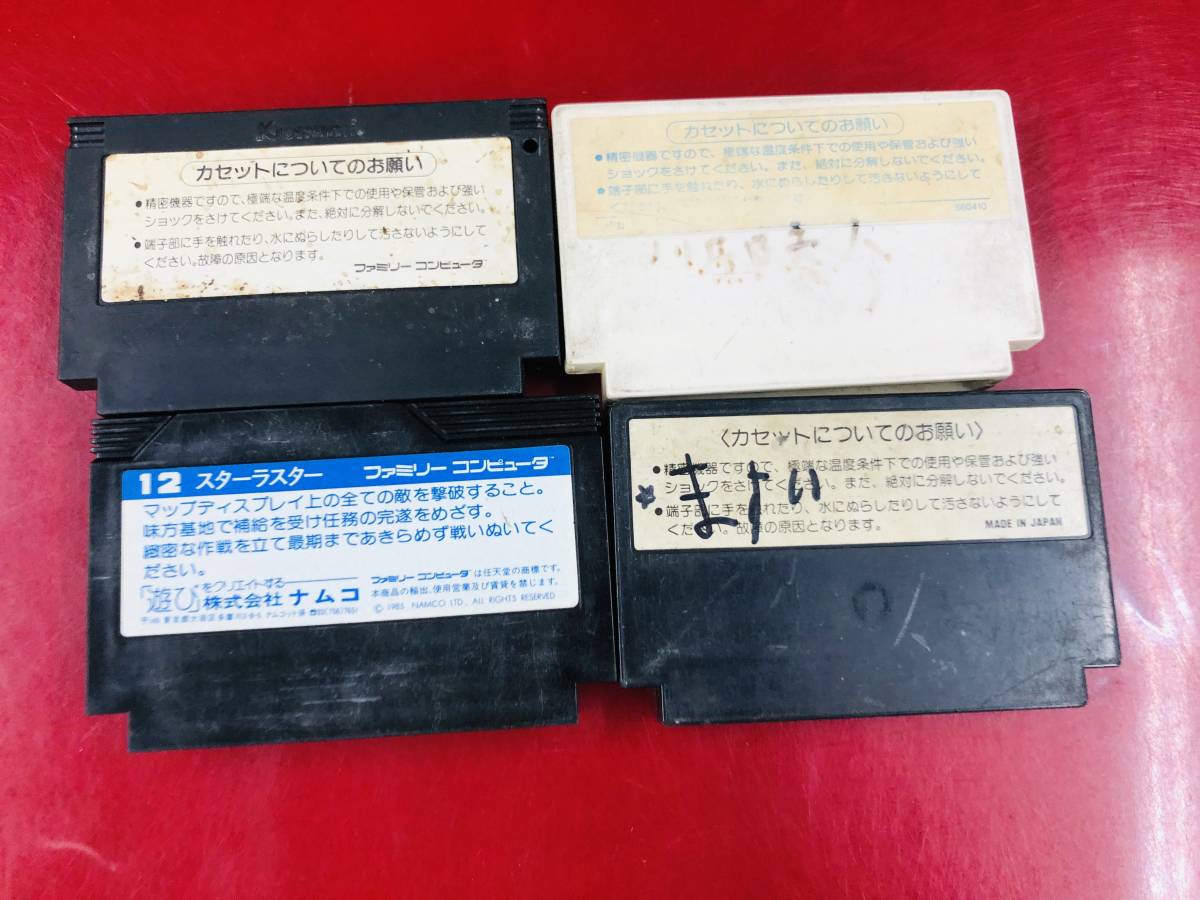 Konami
カセットについてのお願い
●精密機器ですので、極端な温度条件下での使用や保管および強い
ショックをさけてください。また、絶対に分解しないでください。
●端子部に手を触れたり、水にぬらしたりして汚さないようにして
ください。故障の原因となります。
ファミリー コンピュータ
カセットについてのお願い
●精密機器ですので、極端な温度条件下での使用や保管および強い
ショックをさけてください。また、絶対に分解しないでください。
●端子部に手を触れたり、水にぬらしたりして汚さないようにして
860410
12 スターラスター ファミリー コンピュータ™
マップディスプレイ上の全ての敵を撃破すること。
味方基地で補給を受け任務の完遂をめざす。
緻密な作戦を立て最期まであきらめず戦いぬいてく
ださい。
「遊び」をクリエイトする
株式会社 ナムコ
ファミリー コンピュータ™は任天堂の商標です。
本商品の輸出、使用営業及び賃貸を禁じます。
© 1985 NAMCO LTD., ALL RIGHTS RESERVED
〈カセットについてのお願い〉
●精密機器ですので、極端な温度条件下での使用や保管および強い
ショックをさけてください。また、絶対に分解しないでください。
●端子部に手を触れたり、水にぬらしたりして汚さないようにして
ください。故障の原因となります。
MADE IN JAPAN